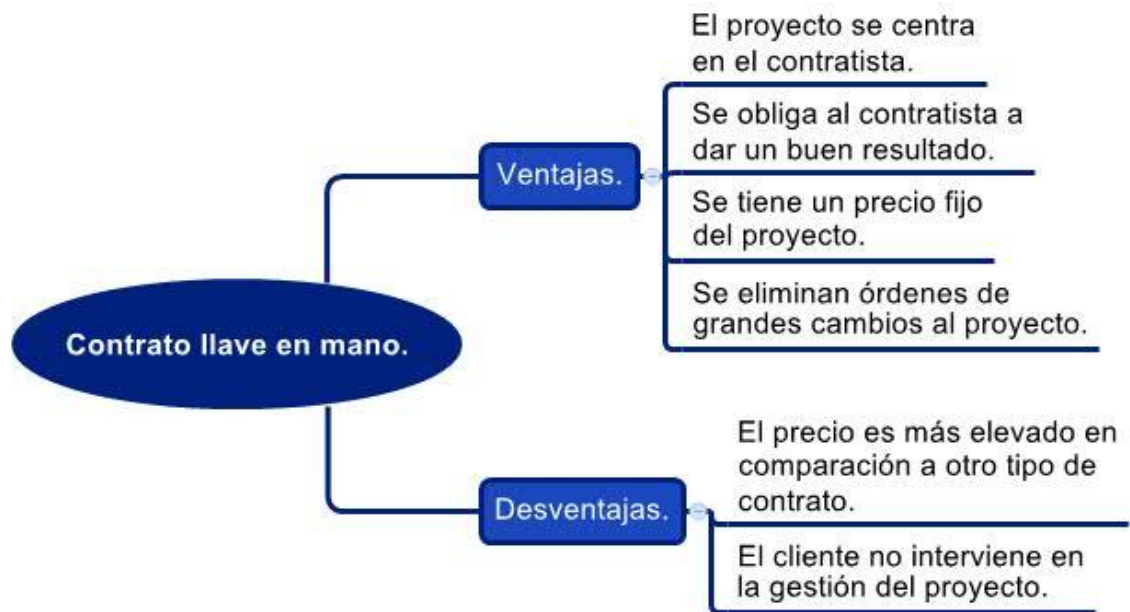 El proyecto se centra
en el contratista.
Se obliga al contratista a
dar un buen resultado.
Ventajas.
Se tiene un precio fijo
del proyecto.
Se eliminan órdenes de
grandes cambios al proyecto.
Contrato llave en mano.
El precio es más elevado en
comparación a otro tipo de
contrato.
Desventajas.
El cliente no interviene en
la gestión del proyecto.